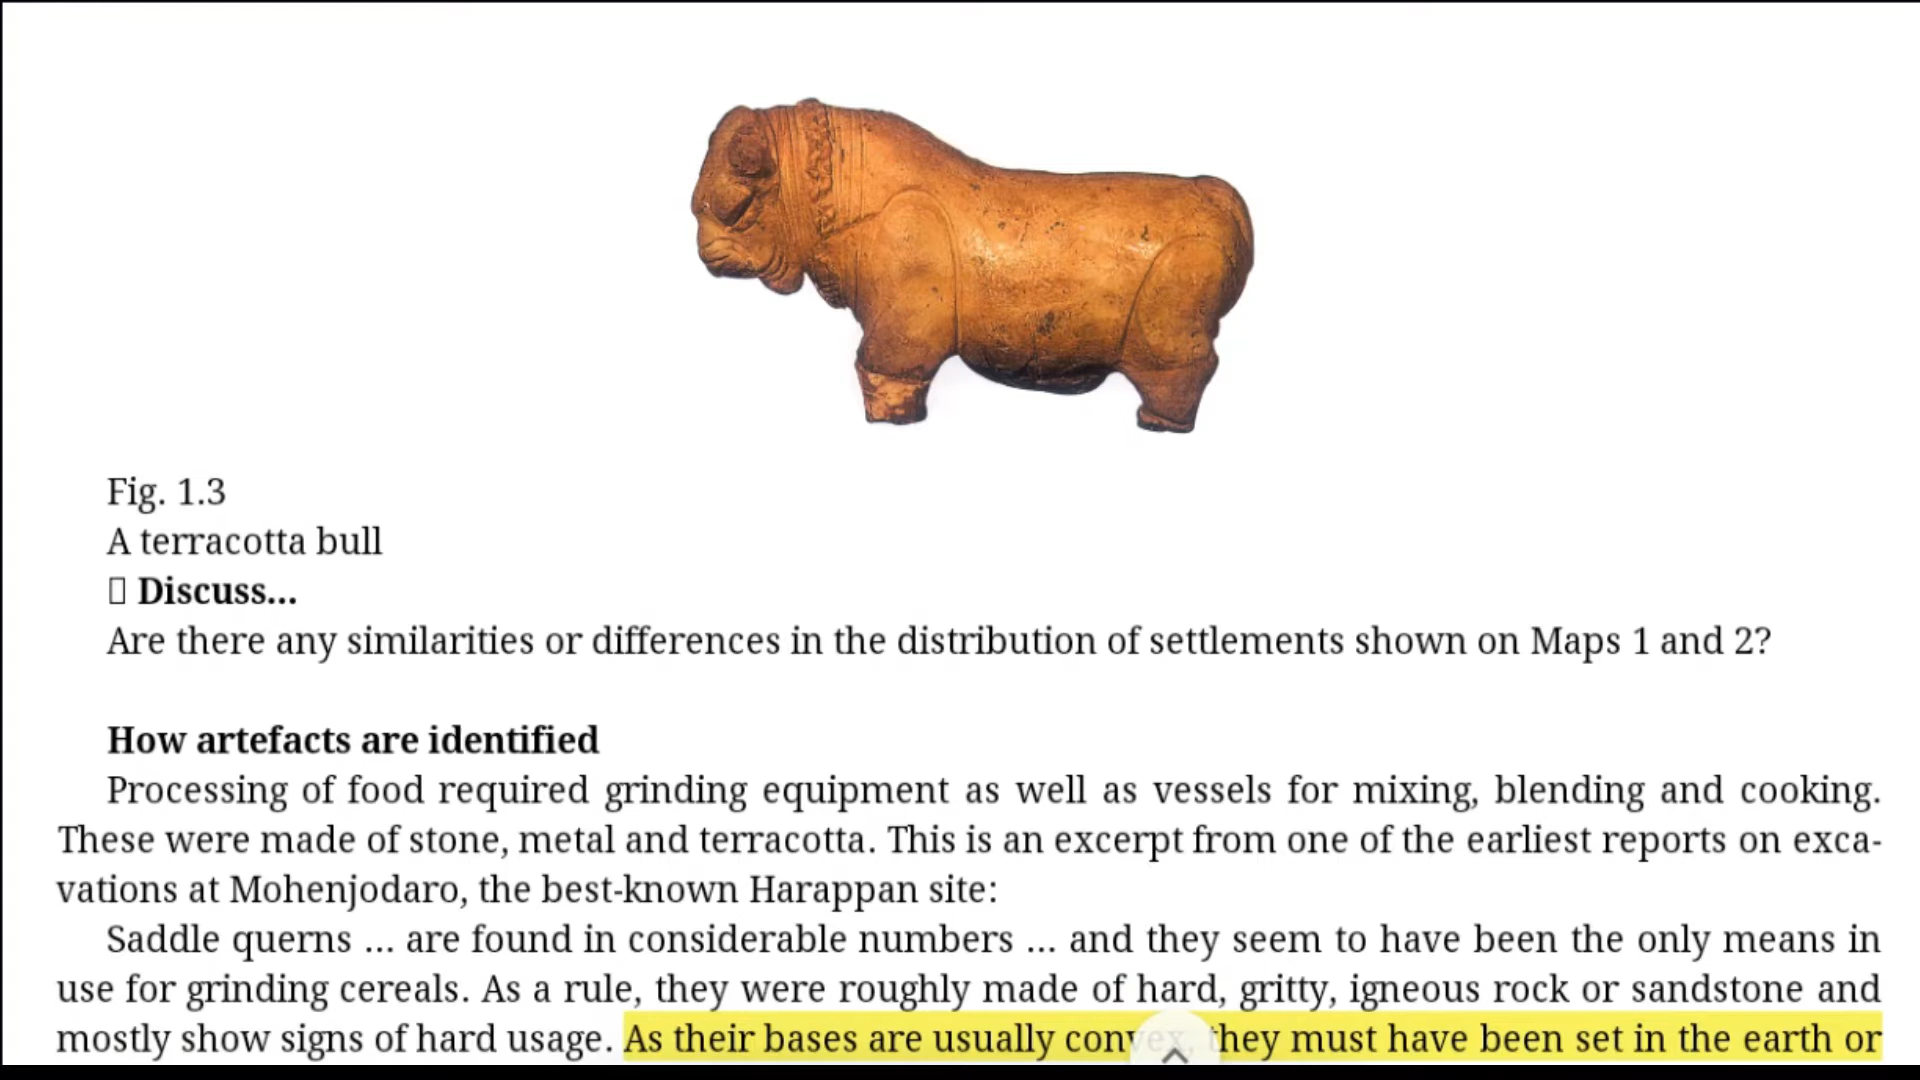 Fig. 1.3
A terracotta bull
Discuss...
Are there any similarities or differences in the distribution of settlements shown on Maps 1 and 2?
How artefacts are identified
Processing of food required grinding equipment as well as vessels for mixing, blending and cooking.
These were made of stone, metal and terracotta. This is an excerpt from one of the earliest reports on exca-
vations at Mohenjodaro, the best-known Harappan site:
Saddle querns ... are found in considerable numbers ... and they seem to have been the only means in
use for grinding cereals. As a rule, they were roughly made of hard, gritty, igneous rock or sandstone and
mostly show signs of hard usage. As their bases are usually convex, they must have been set in the earth or